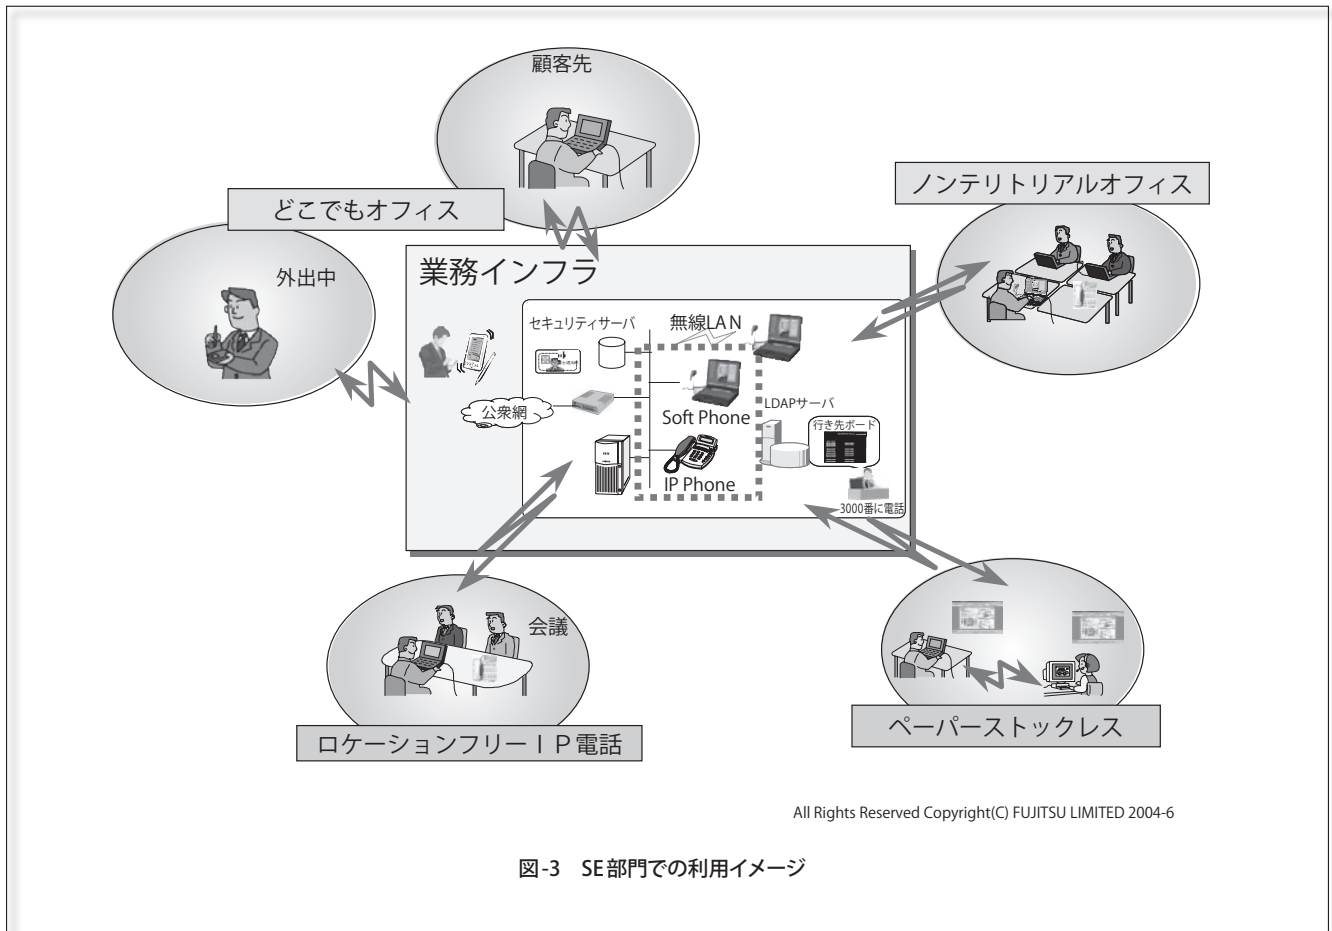 顧客先
ノンテリトリアルオフィス
どこでもオフィス
外出中
業務インフラ
セキュリティサーバ
無線LAN
公衆網
Soft Phone
LDAPサーバ
行き先ボード
IP Phone
3000番に電話
会議
ロケーションフリーIP電話
ペーパーストックレス
All Rights Reserved Copyright(C) FUJITSU LIMITED 2004-6
図-3 SE部門での利用イメージ